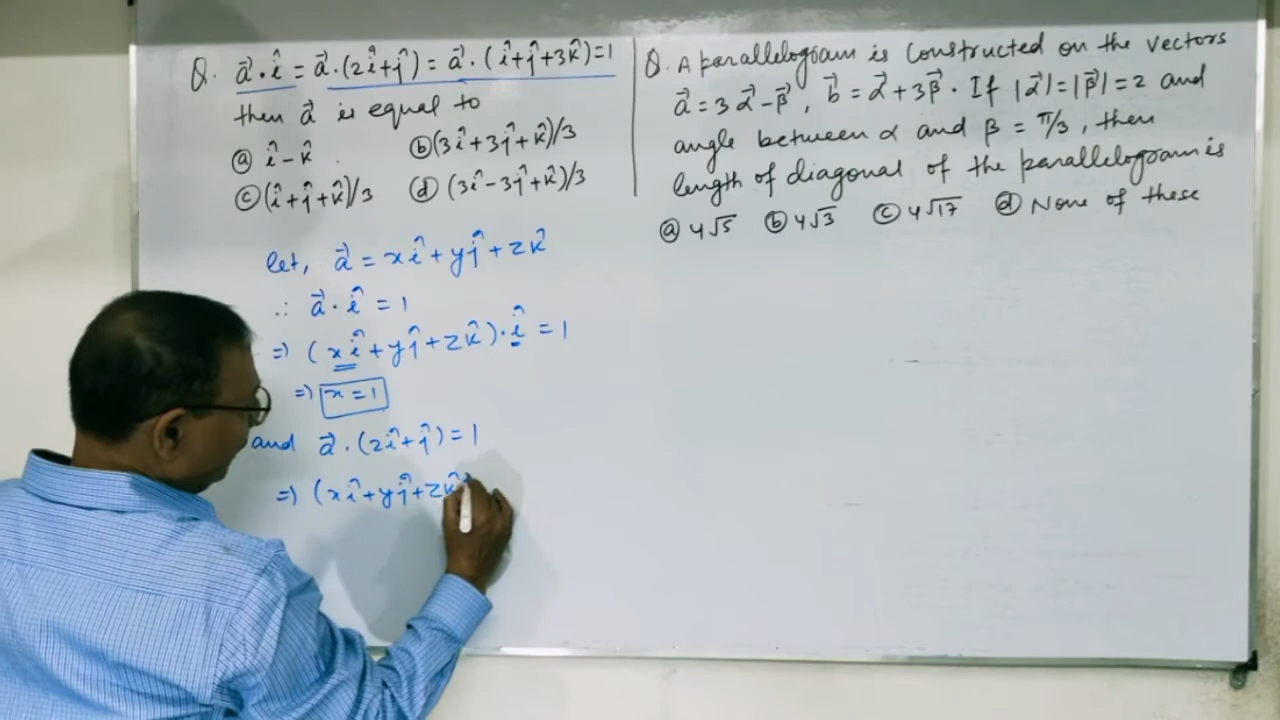 Q. a⃗·î = a⃗·(2î+ĵ) = a⃗·(î+ĵ+3k̂)=1
then a⃗ is equal to
ⓐ î-k̂. ⓑ (3î+3ĵ+k̂)/3
ⓒ (î+ĵ+k̂)/3 ⓓ (3î-3ĵ+k̂)/3
let, a⃗ = xî+yĵ+zk̂
∴ a⃗·î = 1
⇒ (xî+yĵ+zk̂)·î = 1
⇒ x=1
and a⃗·(2î+ĵ)=1
⇒ (xî+yĵ+zk̂)
Q. A parallelogram is constructed on the vectors
a⃗=3α⃗-β⃗, b⃗=α⃗+3β⃗. If |α⃗|=|β⃗|=2 and
angle between α and β = π/3, then
length of diagonal of the parallelogram is
ⓐ 4√5 ⓑ 4√3 ⓒ 4√17 ⓓ None of these